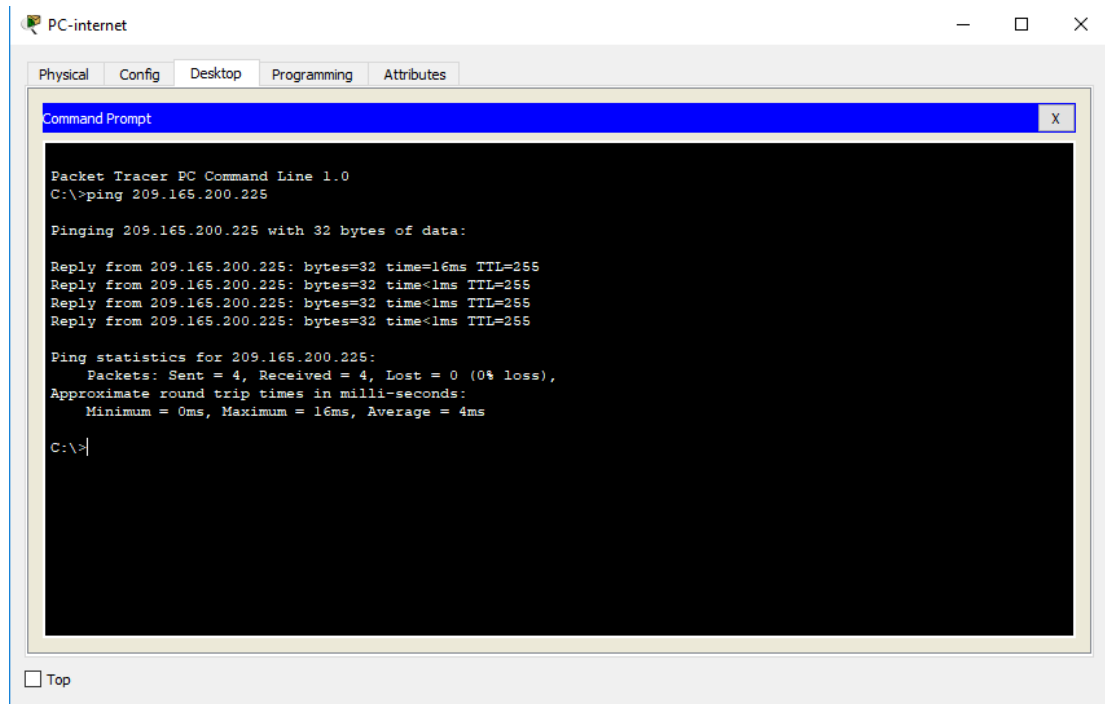 PC-internet
Physical Config Desktop Programming Attributes
Command Prompt X
Packet Tracer PC Command Line 1.0
C:\>ping 209.165.200.225
Pinging 209.165.200.225 with 32 bytes of data:
Reply from 209.165.200.225: bytes=32 time=16ms TTL=255
Reply from 209.165.200.225: bytes=32 time<1ms TTL=255
Reply from 209.165.200.225: bytes=32 time<1ms TTL=255
Reply from 209.165.200.225: bytes=32 time<1ms TTL=255
Ping statistics for 209.165.200.225:
Packets: Sent = 4, Received = 4, Lost = 0 (0% loss),
Approximate round trip times in milli-seconds:
Minimum = 0ms, Maximum = 16ms, Average = 4ms
C:\>
Top